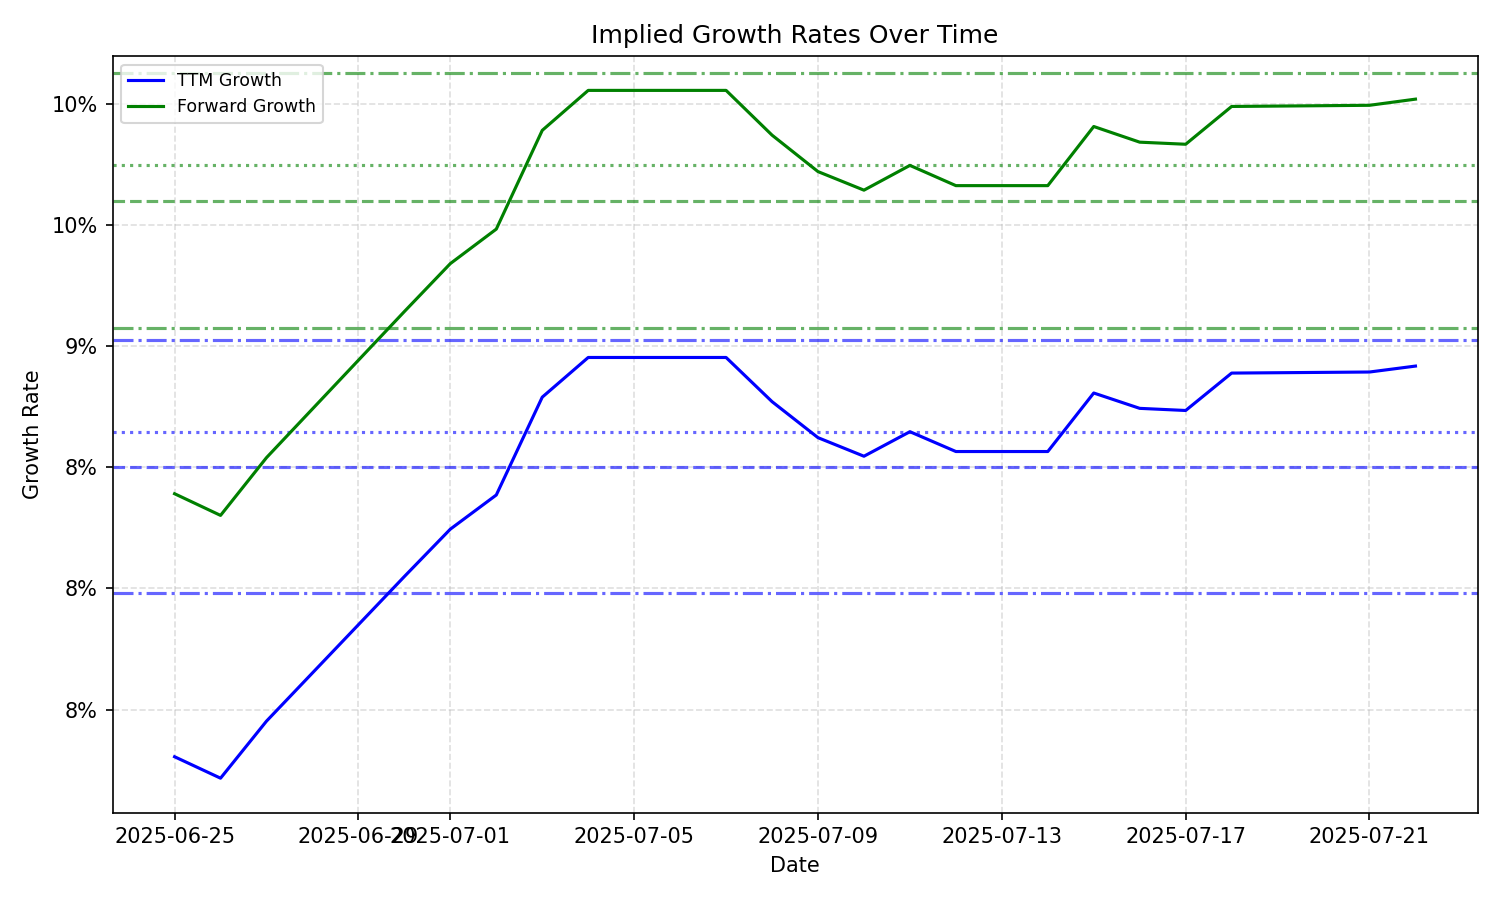 Implied Growth Rates Over Time
TTM Growth
Forward Growth
10%
10%
9%
8%
8%
8%
Growth Rate
2025-06-25
2025-06-29
2025-07-01
2025-07-05
2025-07-09
2025-07-13
2025-07-17
2025-07-21
Date